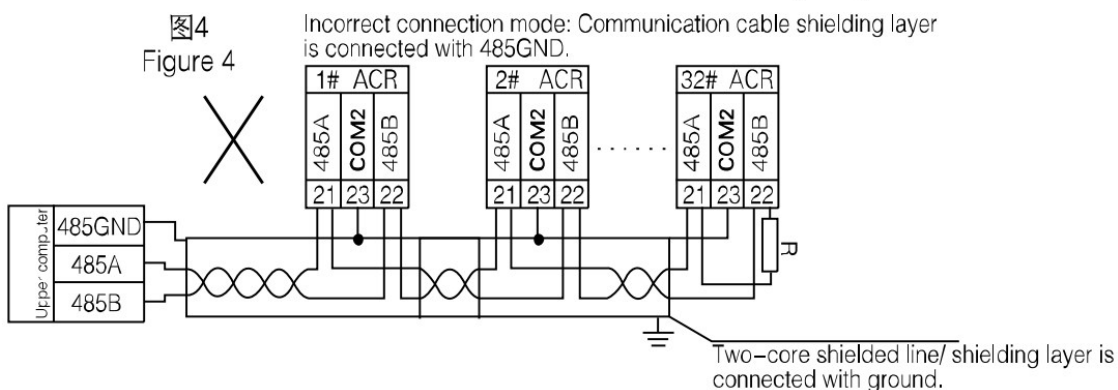 图4
Figure 4
Incorrect connection mode: Communication cable shielding layer
is connected with 485GND.
1# ACR
485A
COM2
485B
21 23 22
2# ACR
485A
COM2
485B
21 23 22
......
32# ACR
485A
COM2
485B
21 23 22
R
Upper computer
485GND
485A
485B
Two-core shielded line/ shielding layer is
connected with ground.